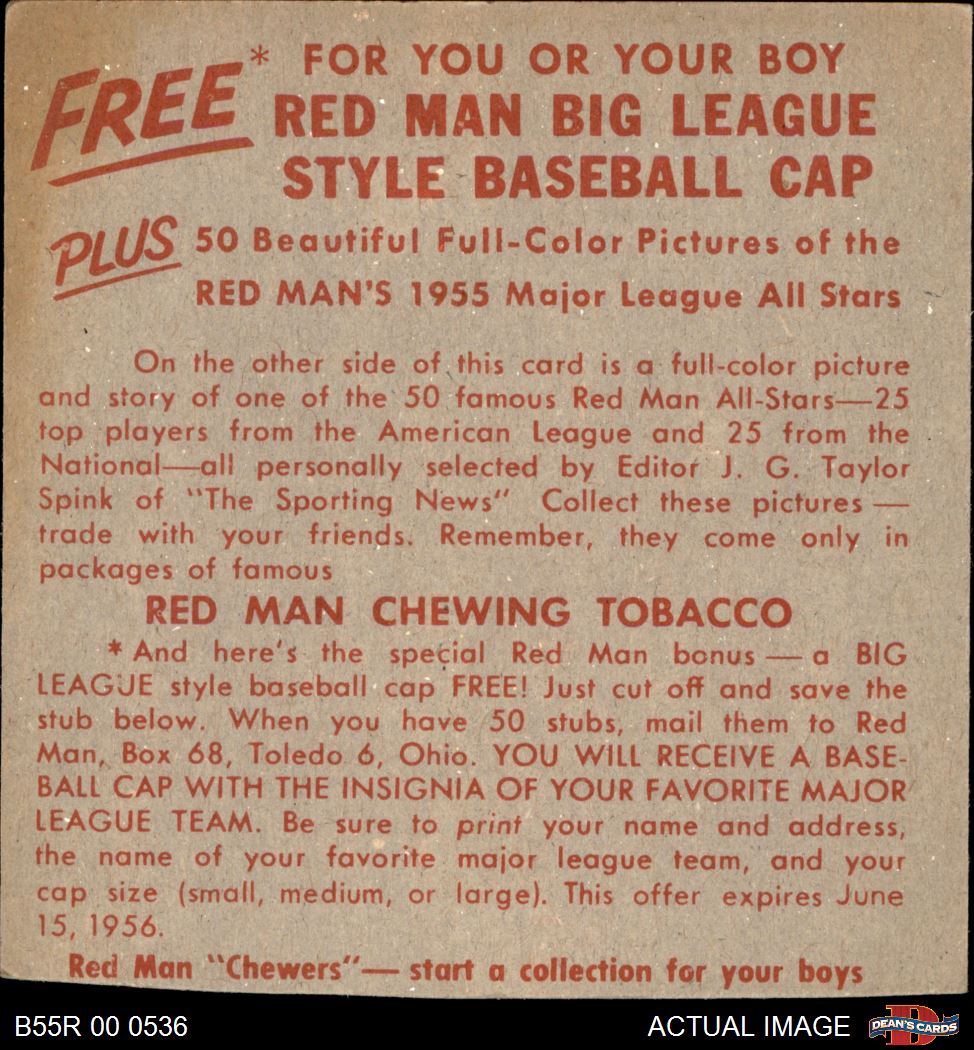 FREE* FOR YOU OR YOUR BOY
RED MAN BIG LEAGUE
STYLE BASEBALL CAP
PLUS 50 Beautiful Full-Color Pictures of the
RED MAN'S 1955 Major League All Stars
On the other side of this card is a full-color picture
and story of one of the 50 famous Red Man All-Stars—25
top players from the American League and 25 from the
National—all personally selected by Editor J. G. Taylor
Spink of "The Sporting News" Collect these pictures —
trade with your friends. Remember, they come only in
packages of famous
RED MAN CHEWING TOBACCO
* And here's the special Red Man bonus — a BIG
LEAGUE style baseball cap FREE! Just cut off and save the
stub below. When you have 50 stubs, mail them to Red
Man, Box 68, Toledo 6, Ohio. YOU WILL RECEIVE A BASE-
BALL CAP WITH THE INSIGNIA OF YOUR FAVORITE MAJOR
LEAGUE TEAM. Be sure to print your name and address,
the name of your favorite major league team, and your
cap size (small, medium, or large). This offer expires June
15, 1956.
Red Man "Chewers"— start a collection for your boys
B55R 00 0536
ACTUAL IMAGE
DEAN'S CARDS